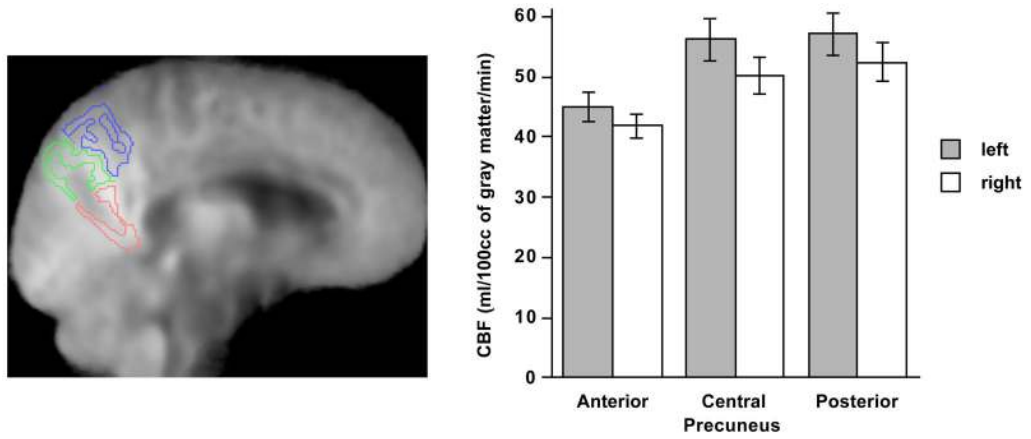 60
50
40
30
20
10
0
CBF (ml/100cc of gray matter/min)
Anterior
Central
Posterior
Precuneus
left
right